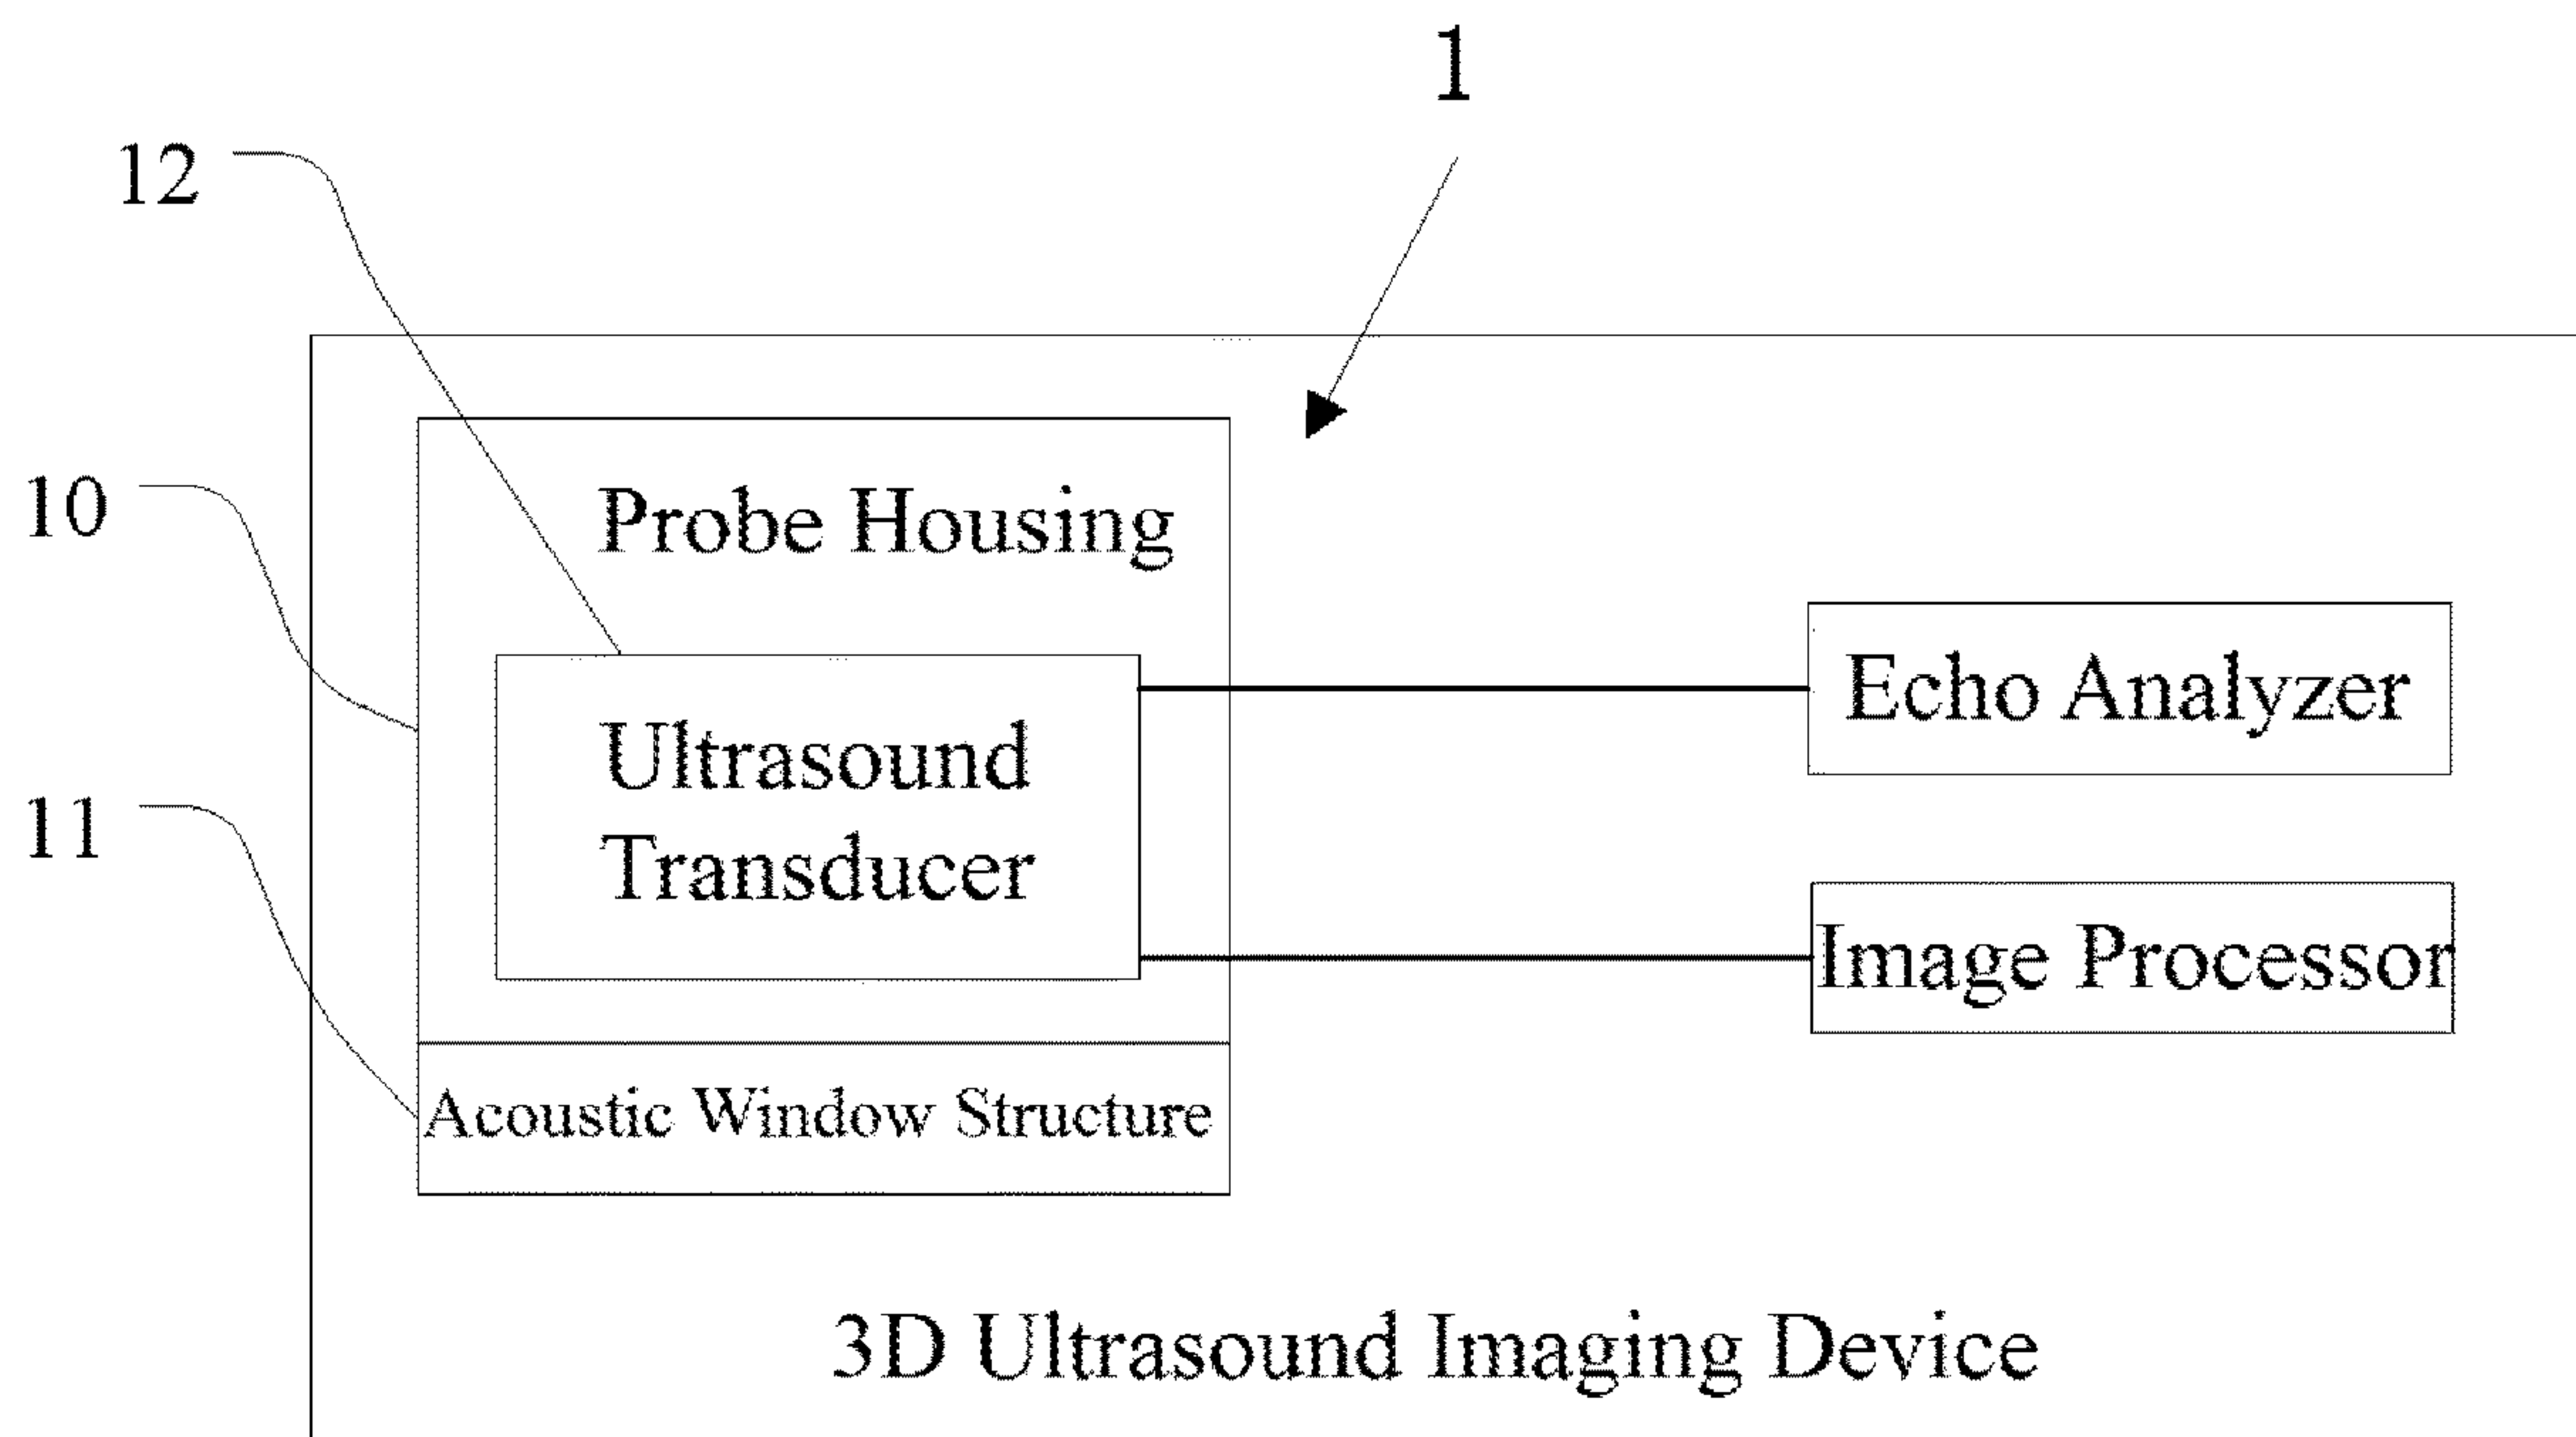 1
12
10
Probe Housing
Echo Analyzer
Ultrasound
Transducer
11
Image Processor
Acoustic Window Structure
3D Ultrasound Imaging Device